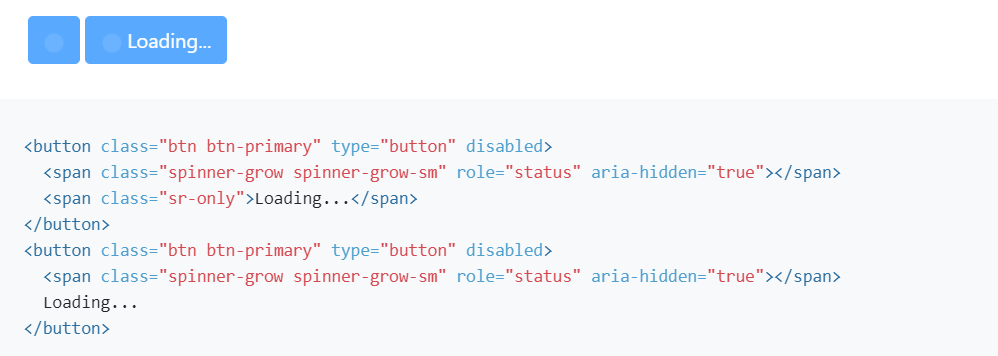 Loading...
<button class="btn btn-primary" type="button" disabled>
  <span class="spinner-grow spinner-grow-sm" role="status" aria-hidden="true"></span>
  <span class="sr-only">Loading...</span>
</button>
<button class="btn btn-primary" type="button" disabled>
  <span class="spinner-grow spinner-grow-sm" role="status" aria-hidden="true"></span>
  Loading...
</button>